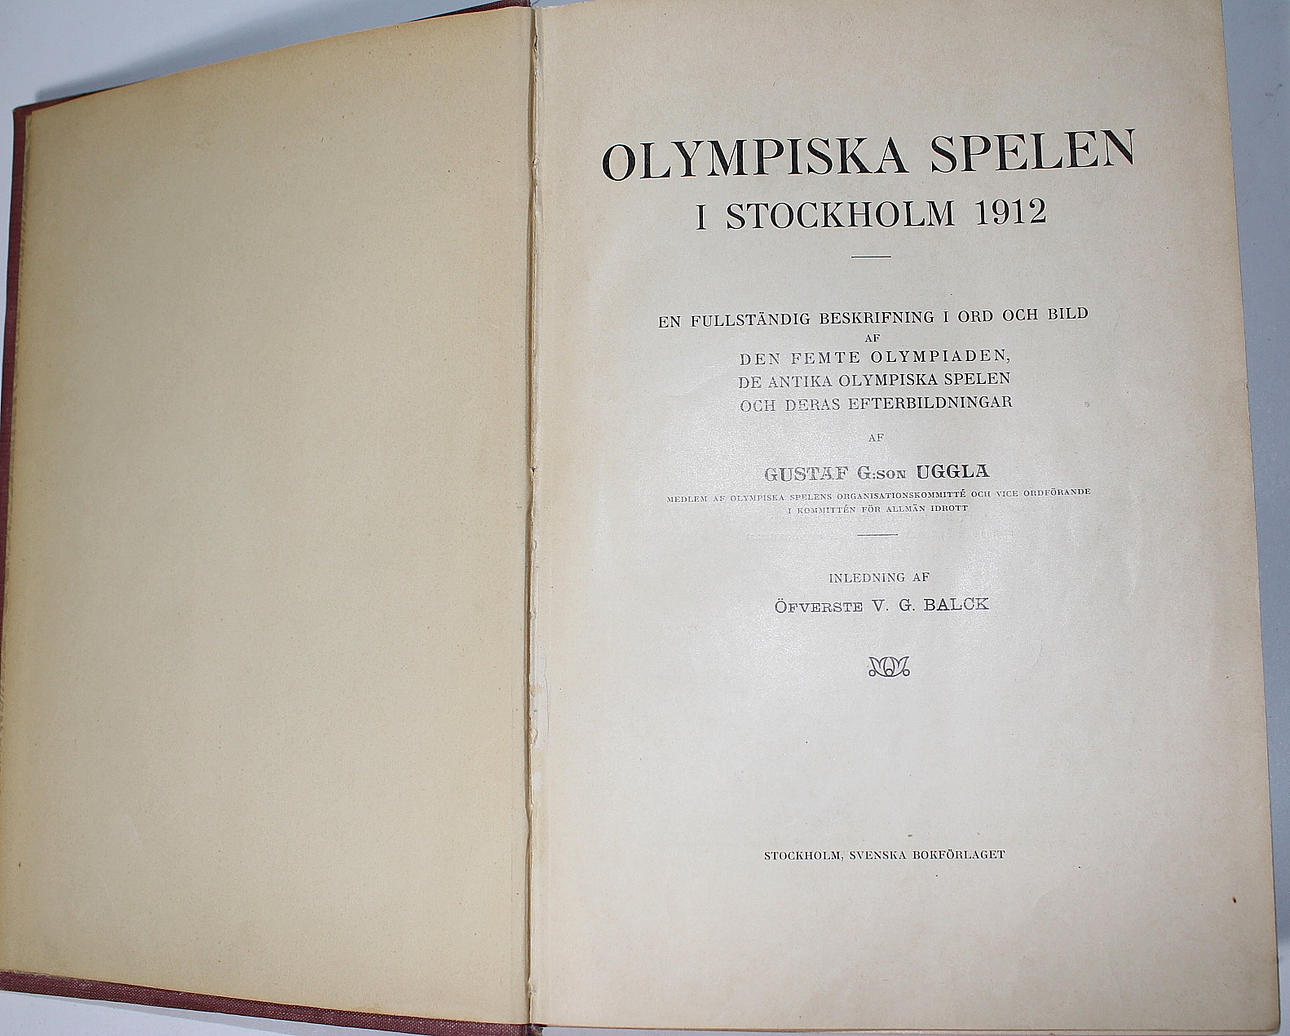 OLYMPISKA SPELEN
I STOCKHOLM 1912
EN FULLSTÄNDIG BESKRIFNING I ORD OCH BILD
AF
DEN FEMTE OLYMPIADEN,
DE ANTIKA OLYMPISKA SPELEN
OCH DERAS EFTERBILDNINGAR
AF
GUSTAF G:SON UGGLA
MEDLEM AF OLYMPISKA SPELENS ORGANISATIONSKOMMITTÉ OCH VICE ORDFÖRANDE
I KOMMITTÉN FÖR ALLMÄN IDROTT
INLEDNING AF
ÖFVERSTE V. G. BALCK
STOCKHOLM, SVENSKA BOKFÖRLAGET